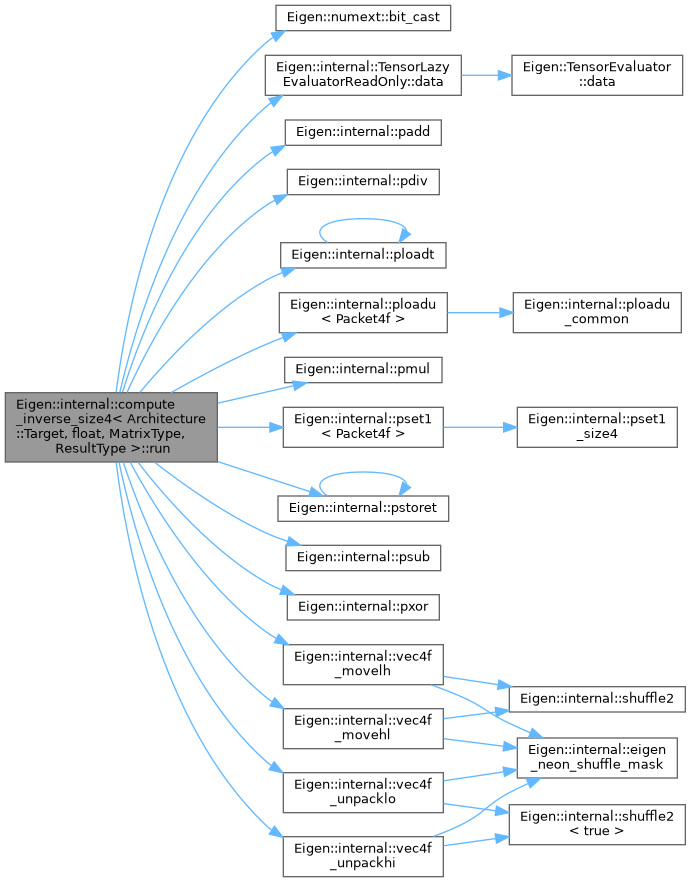 Eigen::numext::bit_cast
Eigen::internal::TensorLazy
EvaluatorReadOnly::data
Eigen::TensorEvaluator
::data
Eigen::internal::padd
Eigen::internal::pdiv
Eigen::internal::ploadt
Eigen::internal::ploadu
< Packet4f >
Eigen::internal::ploadu
_common
Eigen::internal::pmul
Eigen::internal::compute
_inverse_size4< Architecture
::Target, float, MatrixType,
ResultType >::run
Eigen::internal::pset1
< Packet4f >
Eigen::internal::pset1
_size4
Eigen::internal::pstoret
Eigen::internal::psub
Eigen::internal::pxor
Eigen::internal::vec4f
_movelh
Eigen::internal::shuffle2
Eigen::internal::vec4f
_movehl
Eigen::internal::eigen
_neon_shuffle_mask
Eigen::internal::vec4f
_unpacklo
Eigen::internal::shuffle2
< true >
Eigen::internal::vec4f
_unpackhi